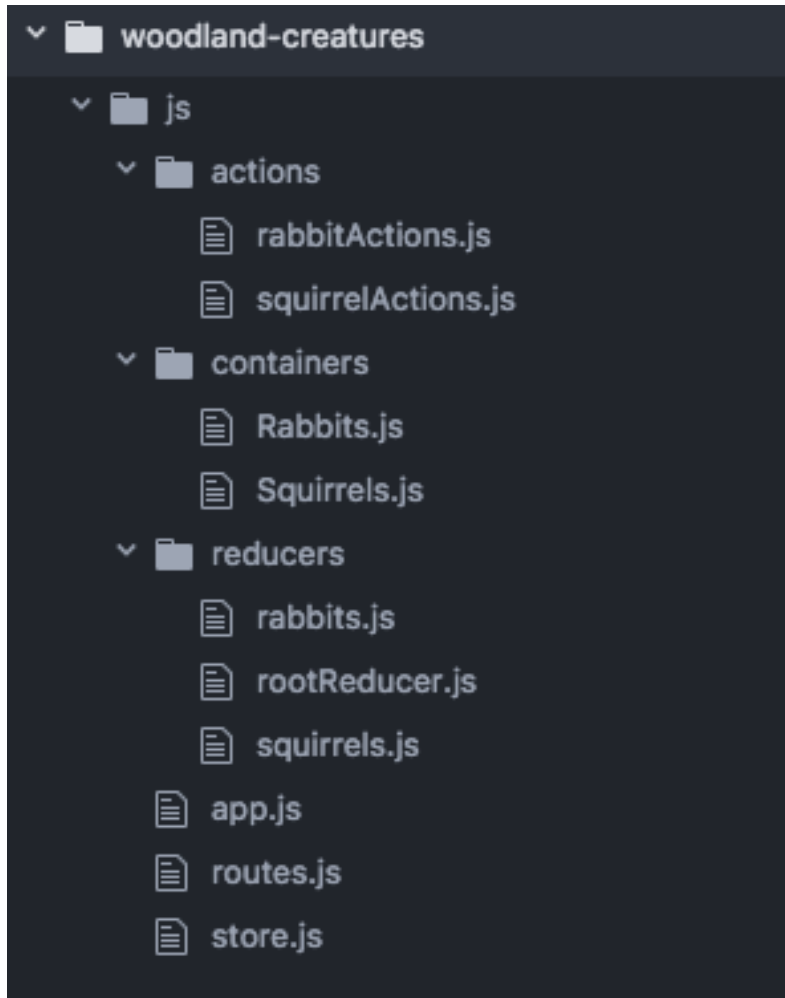 woodland-creatures
js
actions
rabbitActions.js
squirrelActions.js
containers
Rabbits.js
Squirrels.js
reducers
rabbits.js
rootReducer.js
squirrels.js
app.js
routes.js
store.js